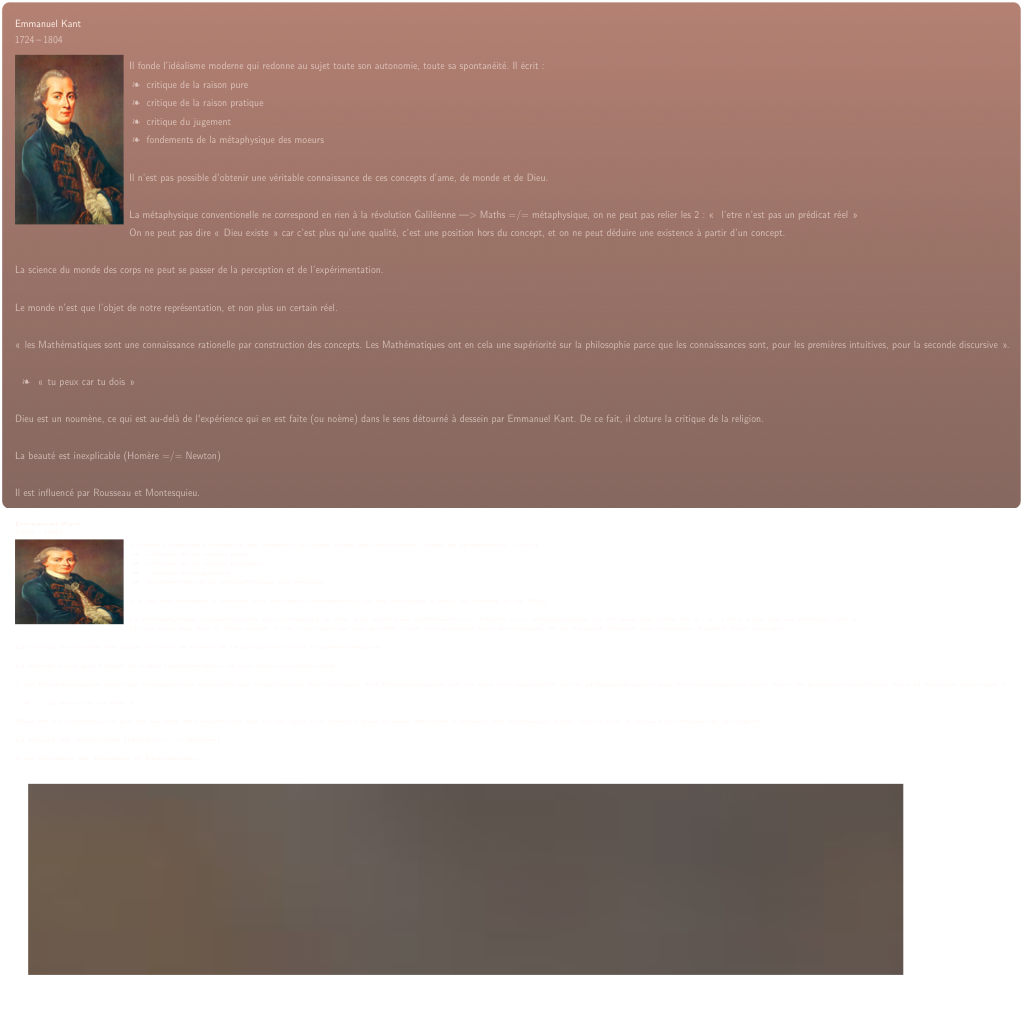 Emmanuel Kant
1724 – 1804
Il fonde l'idéalisme moderne qui redonne au sujet toute son autonomie, toute sa spontanéité. Il écrit :
❧ critique de la raison pure
❧ critique de la raison pratique
❧ critique du jugement
❧ fondements de la métaphysique des moeurs
Il n'est pas possible d'obtenir une véritable connaissance de ces concepts d'ame, de monde et de Dieu.
La métaphysique conventionelle ne correspond en rien à la révolution Galiléenne —> Maths =/= métaphysique, on ne peut pas relier les 2 : « l'etre n'est pas un prédicat réel »
On ne peut pas dire « Dieu existe » car c'est plus qu'une qualité, c'est une position hors du concept, et on ne peut déduire une existence à partir d'un concept.
La science du monde des corps ne peut se passer de la perception et de l'expérimentation.
Le monde n'est que l'objet de notre représentation, et non plus un certain réel.
« les Mathématiques sont une connaissance rationelle par construction des concepts. Les Mathématiques ont en cela une supériorité sur la philosophie parce que les connaissances sont, pour les premières intuitives, pour la seconde discursive ».
❧ « tu peux car tu dois »
Dieu est un noumène, ce qui est au-delà de l'expérience qui en est faite (ou noème) dans le sens détourné à dessein par Emmanuel Kant. De ce fait, il cloture la critique de la religion.
La beauté est inexplicable (Homère =/= Newton)
Il est influencé par Rousseau et Montesquieu.